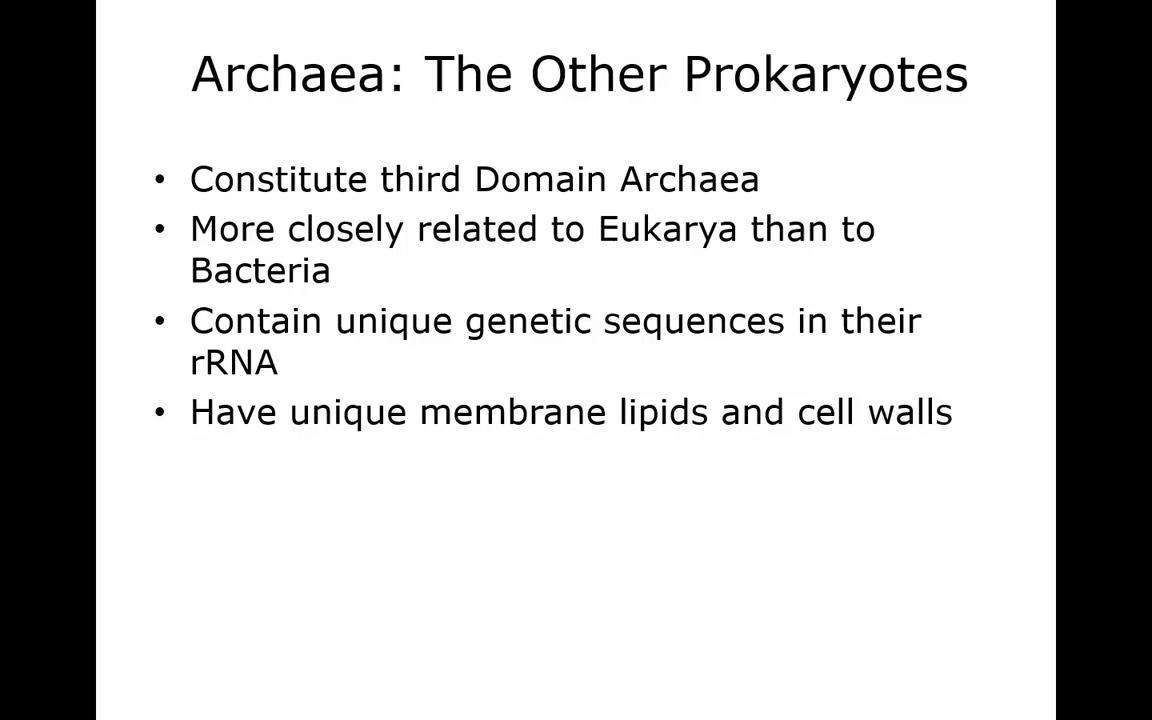 Archaea: The Other Prokaryotes
• Constitute third Domain Archaea
• More closely related to Eukarya than to
Bacteria
• Contain unique genetic sequences in their
rRNA
• Have unique membrane lipids and cell walls